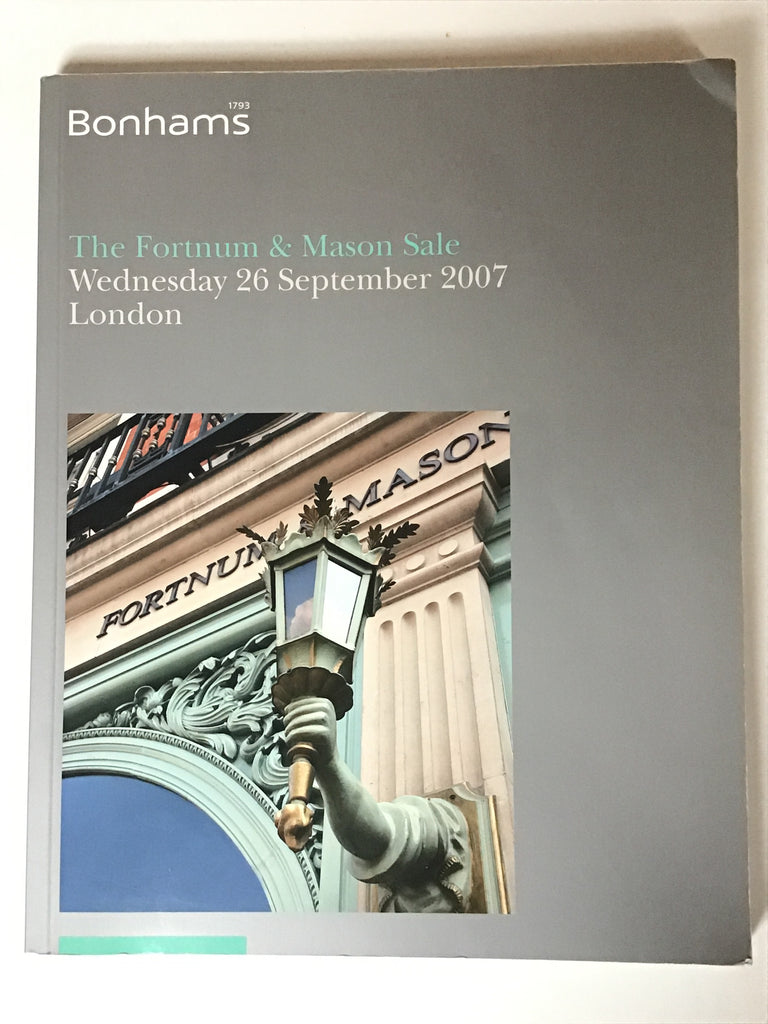 Bonhams 1793
The Fortnum & Mason Sale
Wednesday 26 September 2007
London
FORTNUM & MASON